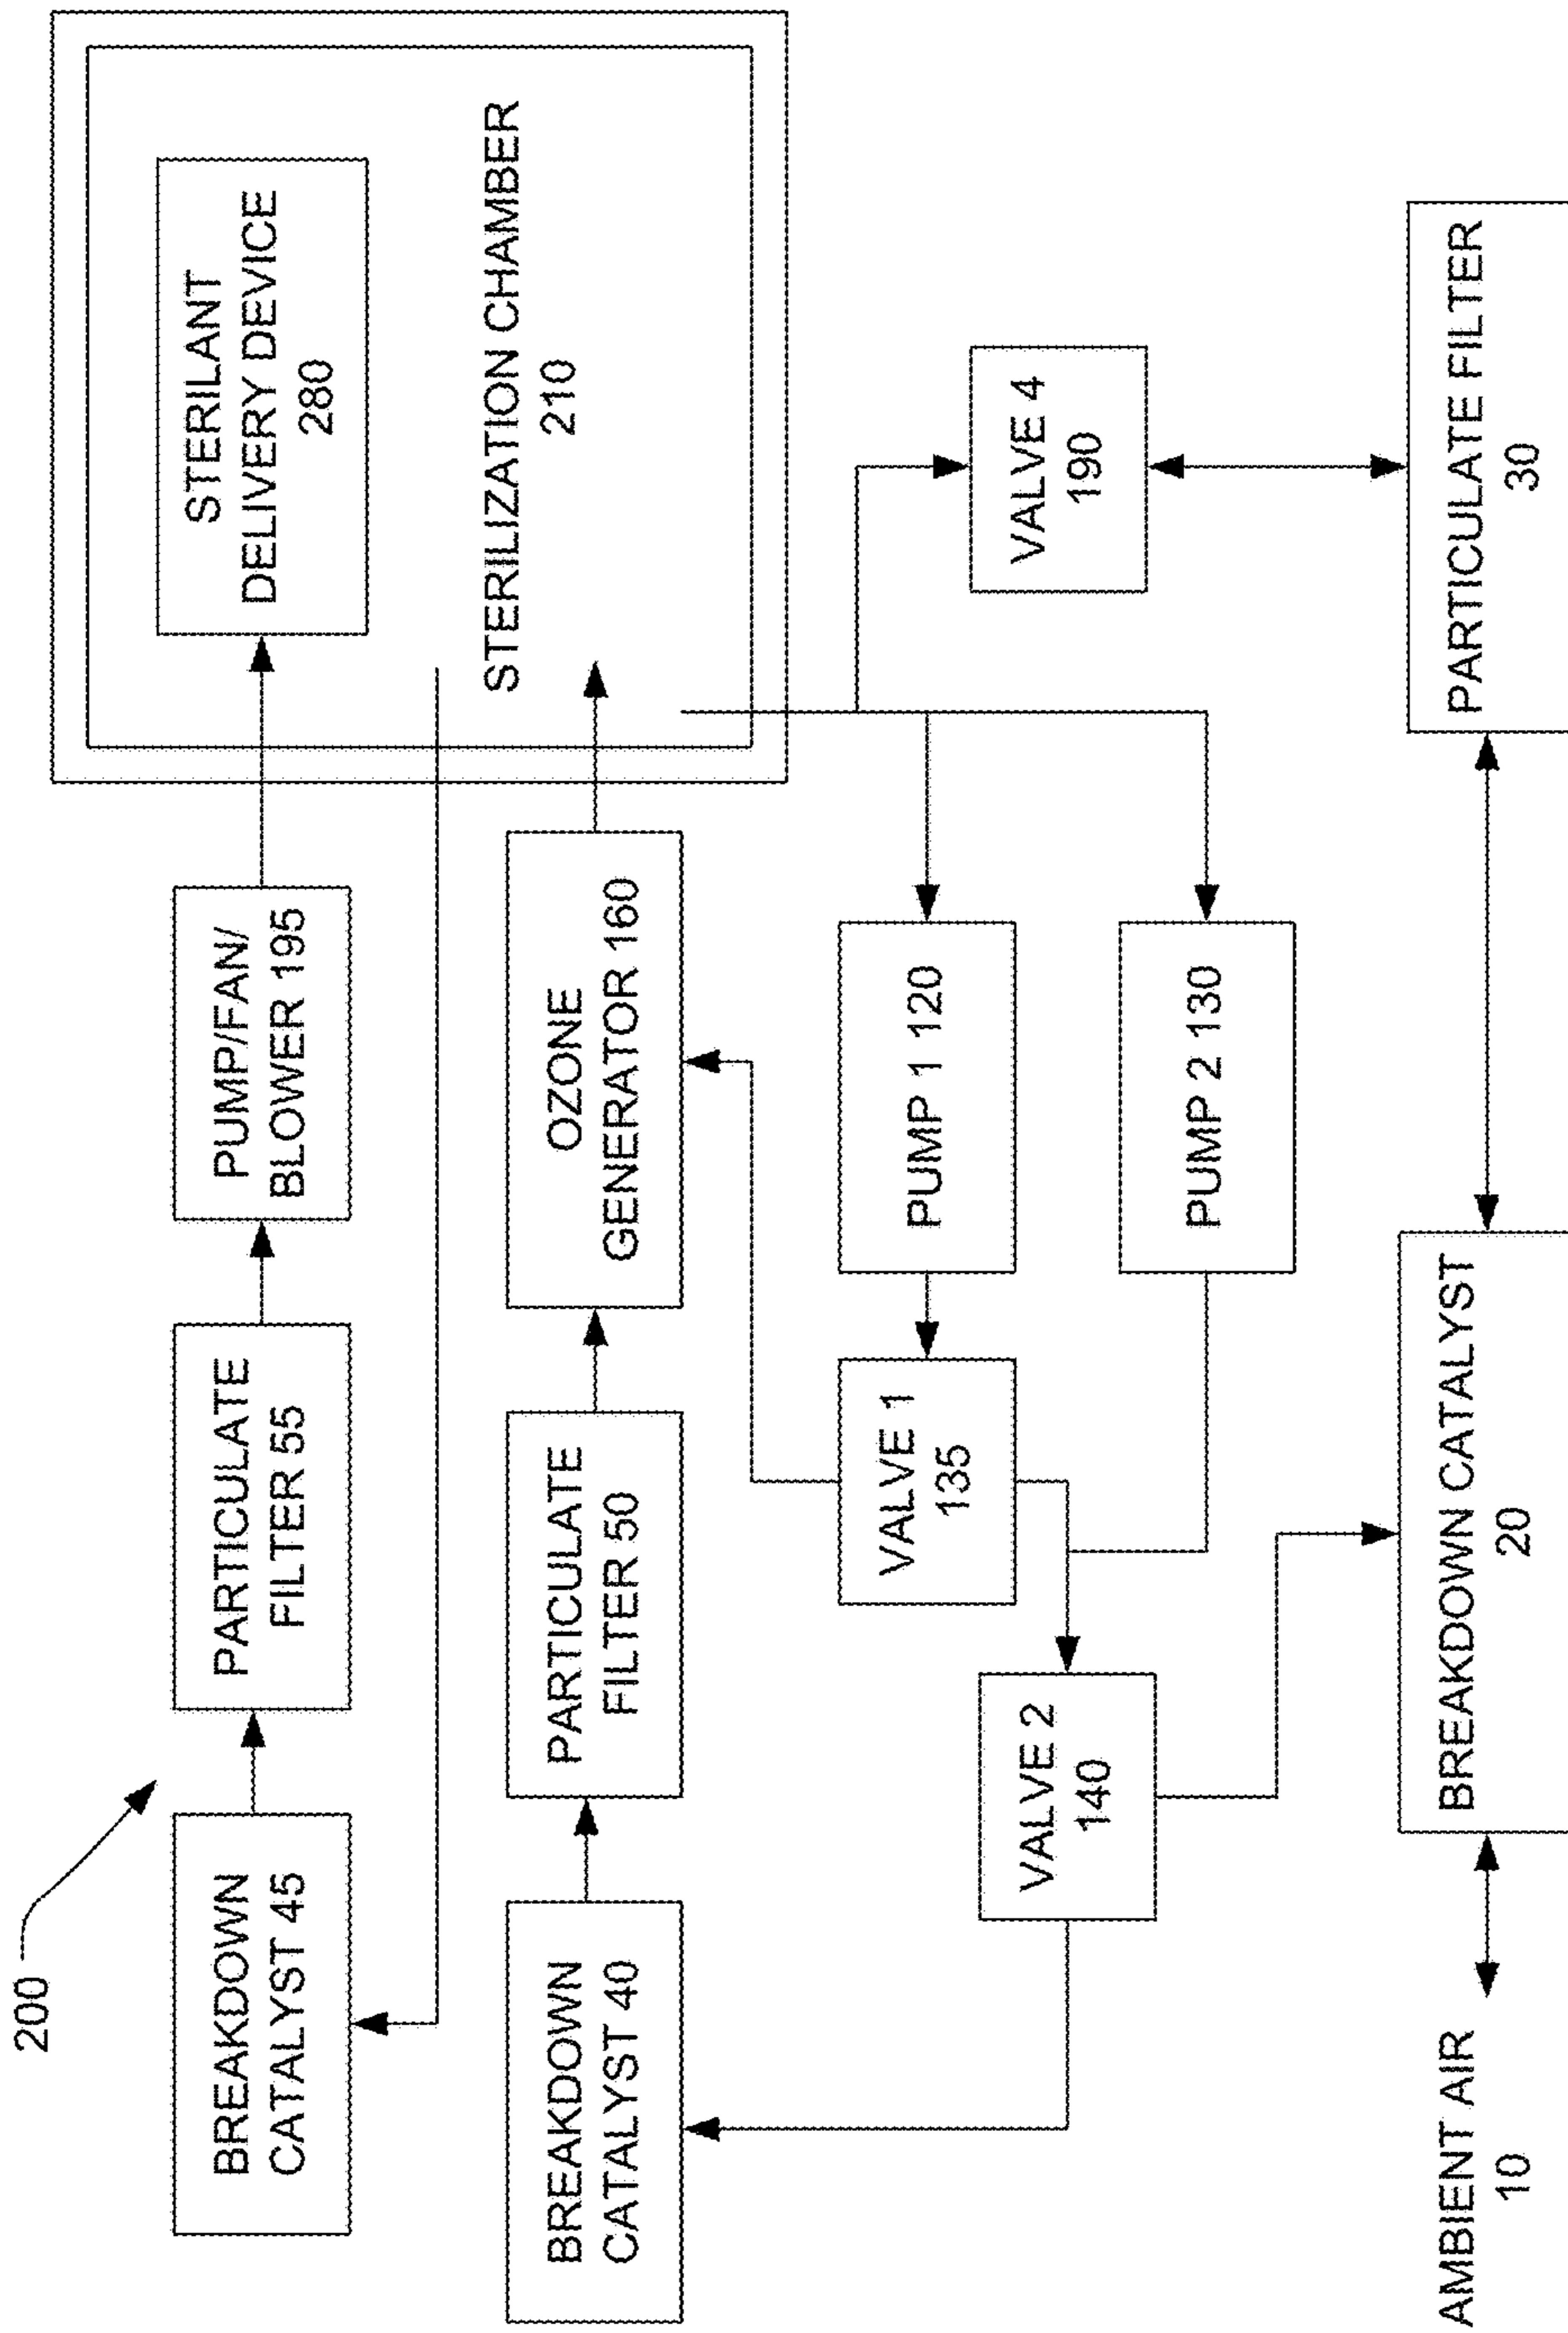 200
BREAKDOWN
CATALYST 45
PARTICULATE
FILTER 55
PUMP/FAN/
BLOWER 195
STERILANT
DELIVERY DEVICE
280
STERILIZATION CHAMBER
210
BREAKDOWN
CATALYST 40
PARTICULATE
FILTER 50
OZONE
GENERATOR 160
VALVE 1
135
PUMP 1 120
VALVE 2
140
PUMP 2 130
VALVE 4
190
AMBIENT AIR
10
BREAKDOWN CATALYST
20
PARTICULATE FILTER
30